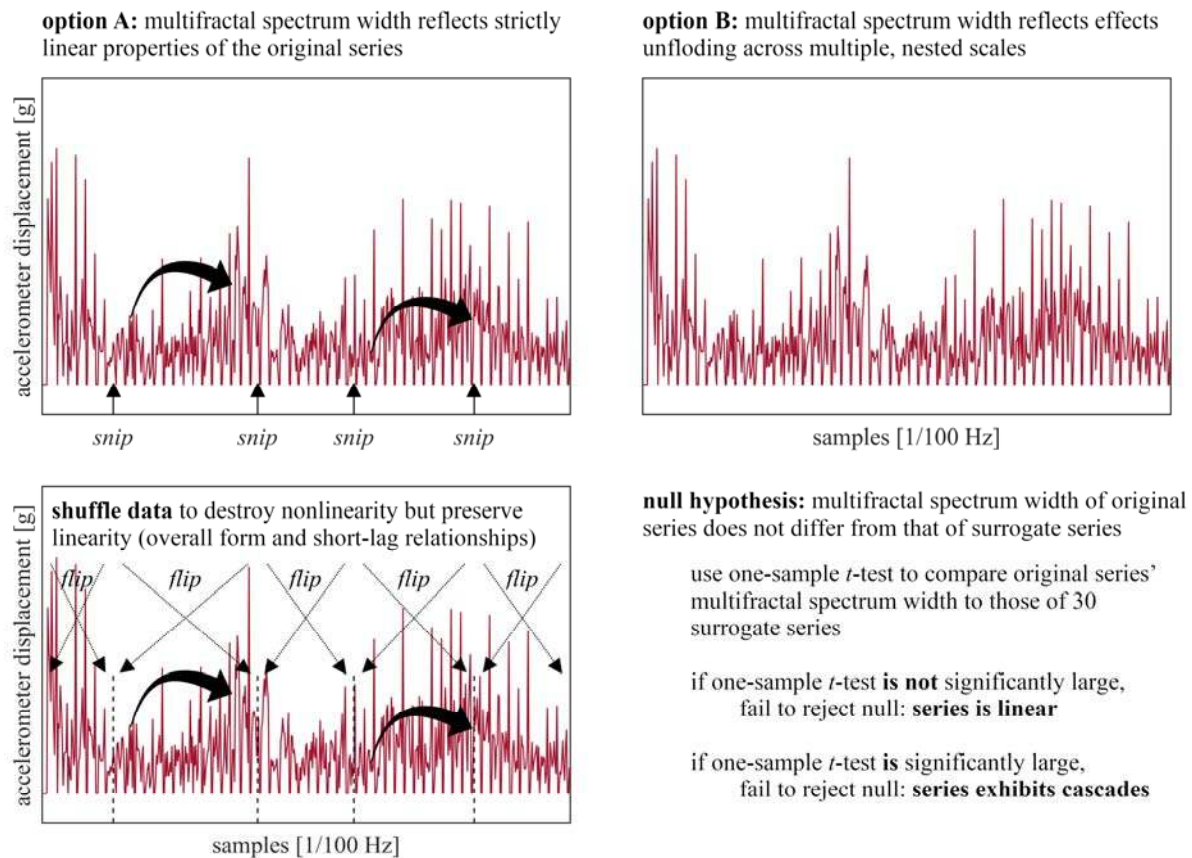 option A: multifractal spectrum width reflects strictly
linear properties of the original series
accelerometer displacement [g]
snip
snip
snip
snip
option B: multifractal spectrum width reflects effects
unfloding across multiple, nested scales
samples [1/100 Hz]
accelerometer displacement [g]
shuffle data to destroy nonlinearity but preserve
linearity (overall form and short-lag relationships)
flip
flip
flip
flip
flip
samples [1/100 Hz]
null hypothesis: multifractal spectrum width of original
series does not differ from that of surrogate series
use one-sample t-test to compare original series’
multifractal spectrum width to those of 30
surrogate series
if one-sample t-test is not significantly large,
fail to reject null: series is linear
if one-sample t-test is significantly large,
fail to reject null: series exhibits cascades